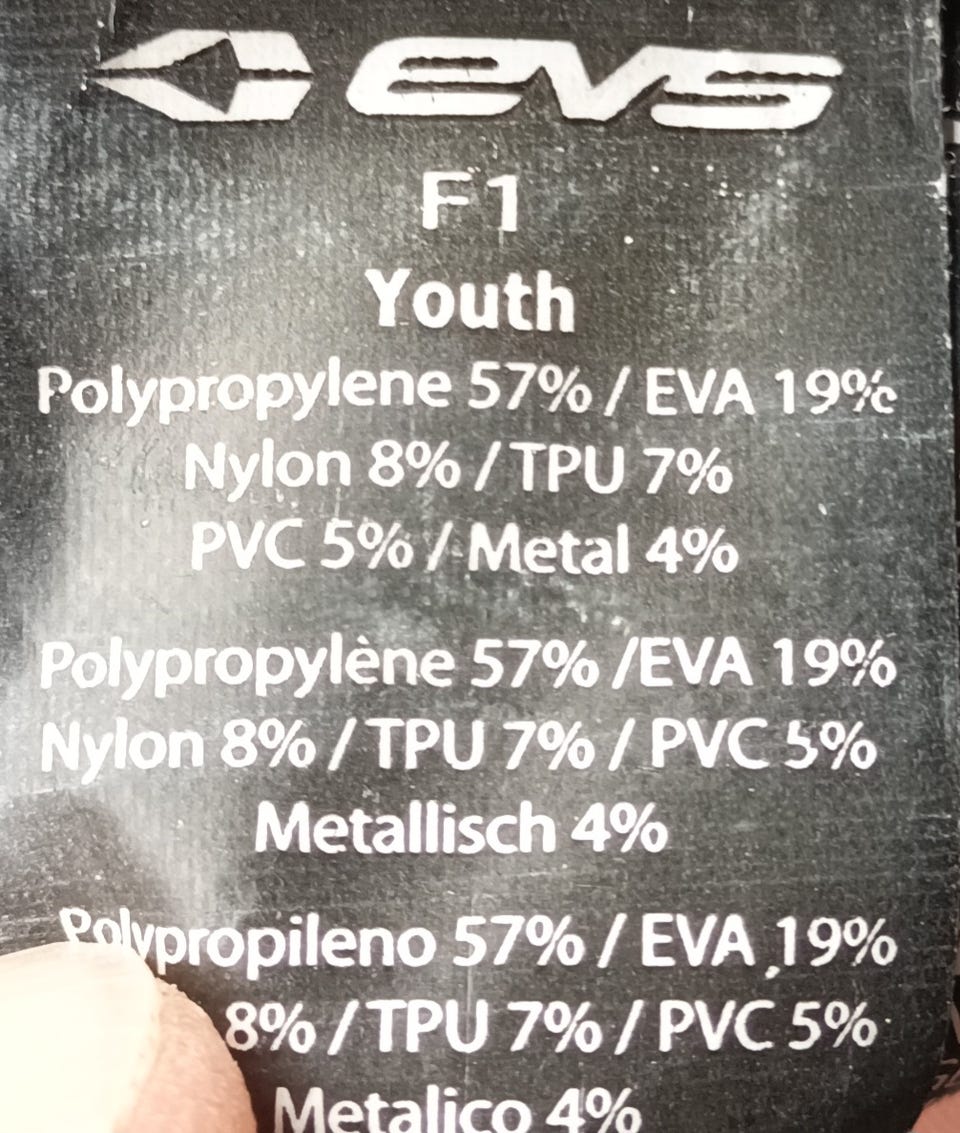 evs
F1
Youth
Polypropylene 57% / EVA 19%
Nylon 8% / TPU 7%
PVC 5% / Metal 4%
Polypropylène 57% /EVA 19%
Nylon 8% / TPU 7% / PVC 5%
Metallisch 4%
Polypropileno 57% / EVA 19%
8% / TPU 7% / PVC 5%
Metalico 4%